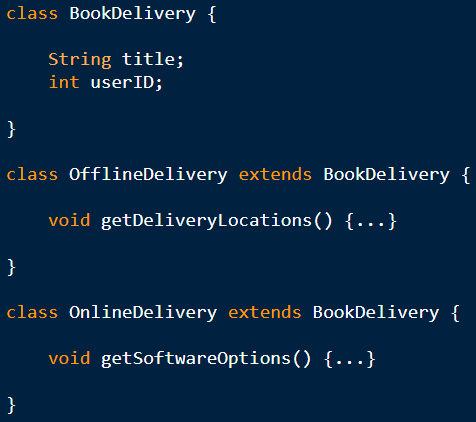 class BookDelivery {
String title;
int userID;
}
class OfflineDelivery extends BookDelivery {
void getDeliveryLocations() {...}
}
class OnlineDelivery extends BookDelivery {
void getSoftwareOptions() {...}
}